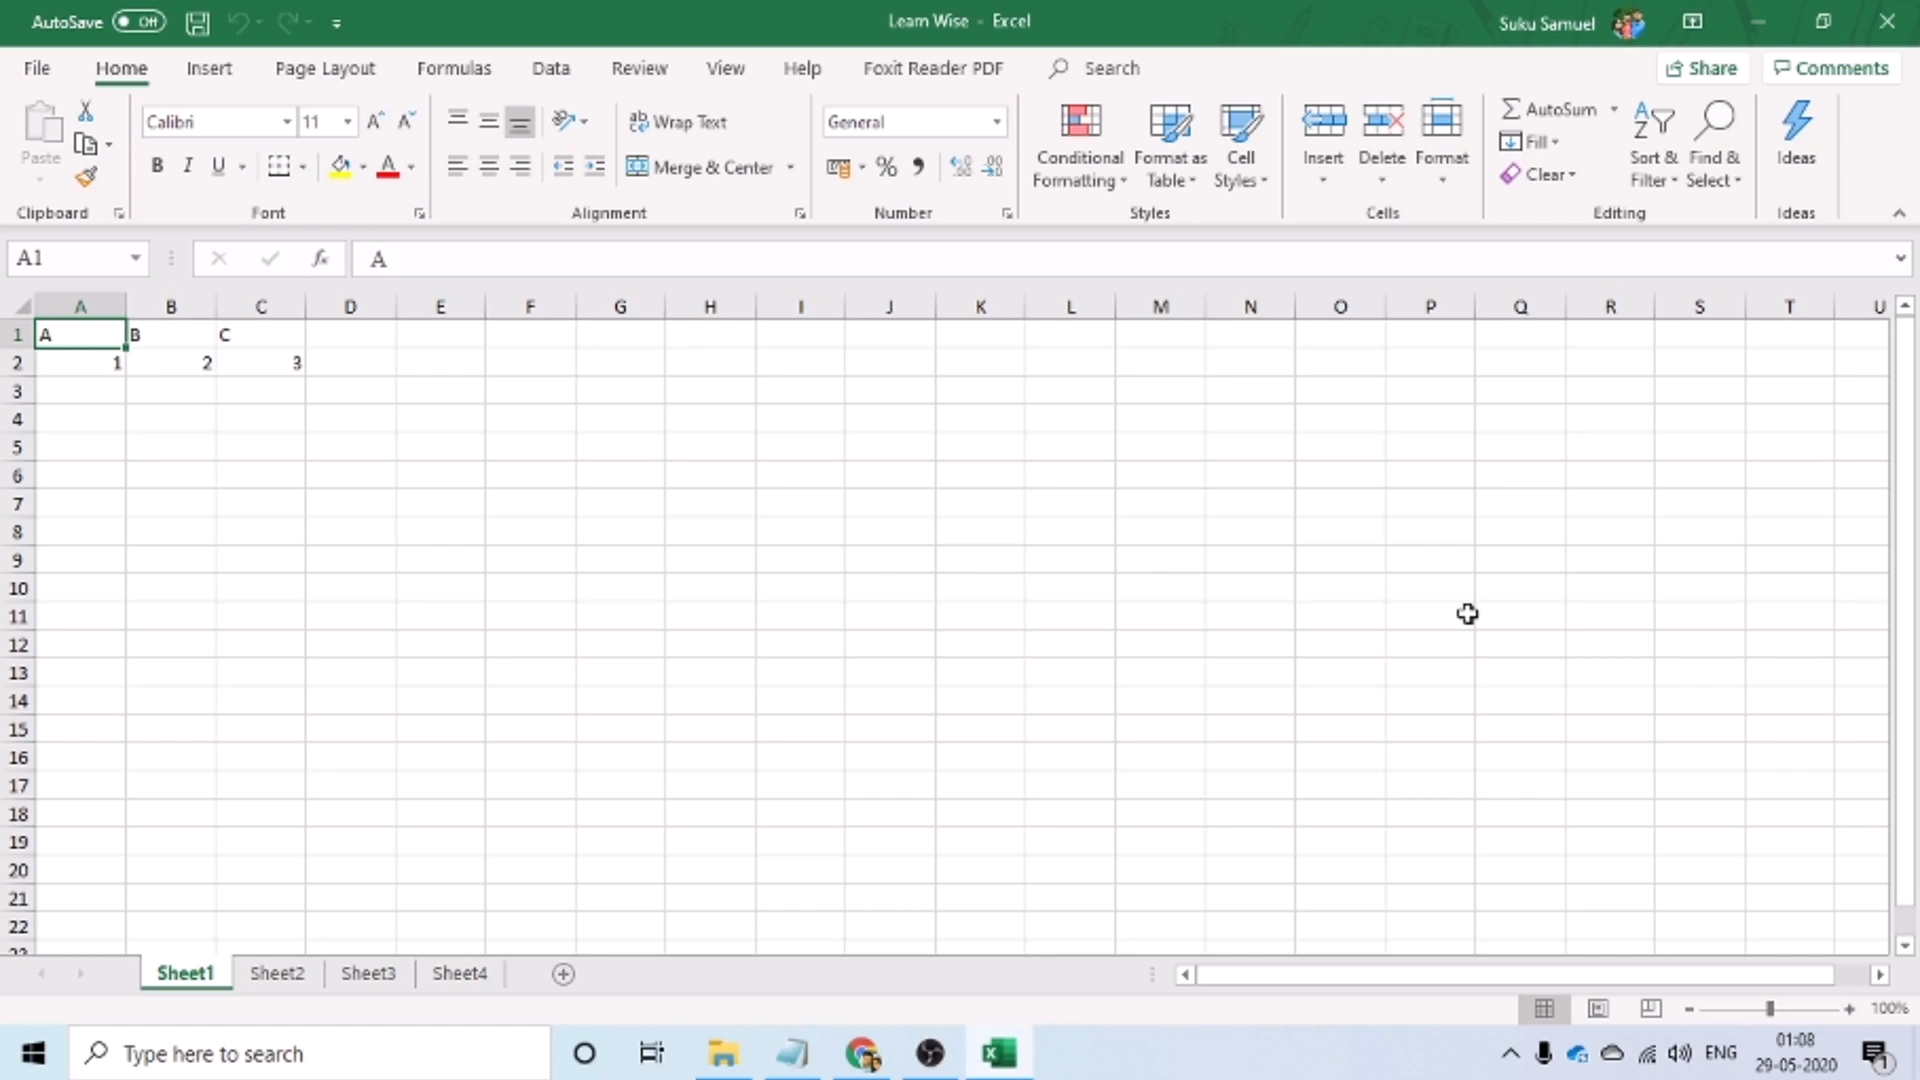 AutoSave Off
Learn Wise - Excel
Suku Samuel
File Home Insert Page Layout Formulas Data Review View Help Foxit Reader PDF Search Share Comments
Paste
Calibri 11
Wrap Text
General
Conditional Formatting
Format as Table
Cell Styles
Insert
Delete
Format
AutoSum
Sort & Filter
Find & Select
Ideas
B I U
Merge & Center
%
Fill
Clear
Clipboard Font Alignment Number Styles Cells Editing Ideas
A1 fx A
A B C D E F G H I J K L M N O P Q R S T U
1 A B C
2 1 2 3
3
4
5
6
7
8
9
10
11
12
13
14
15
16
17
18
19
20
21
22
23
Sheet1 Sheet2 Sheet3 Sheet4
100%
Type here to search
ENG
01:08
29-05-2020
1